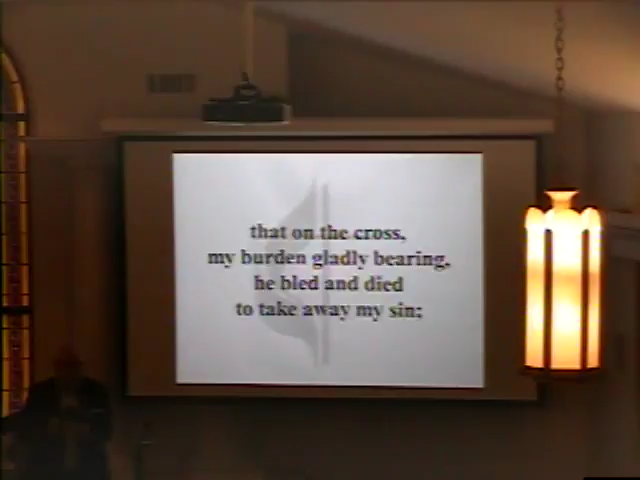 that on the cross,
my burden gladly bearing,
he bled and died
to take away my sin;